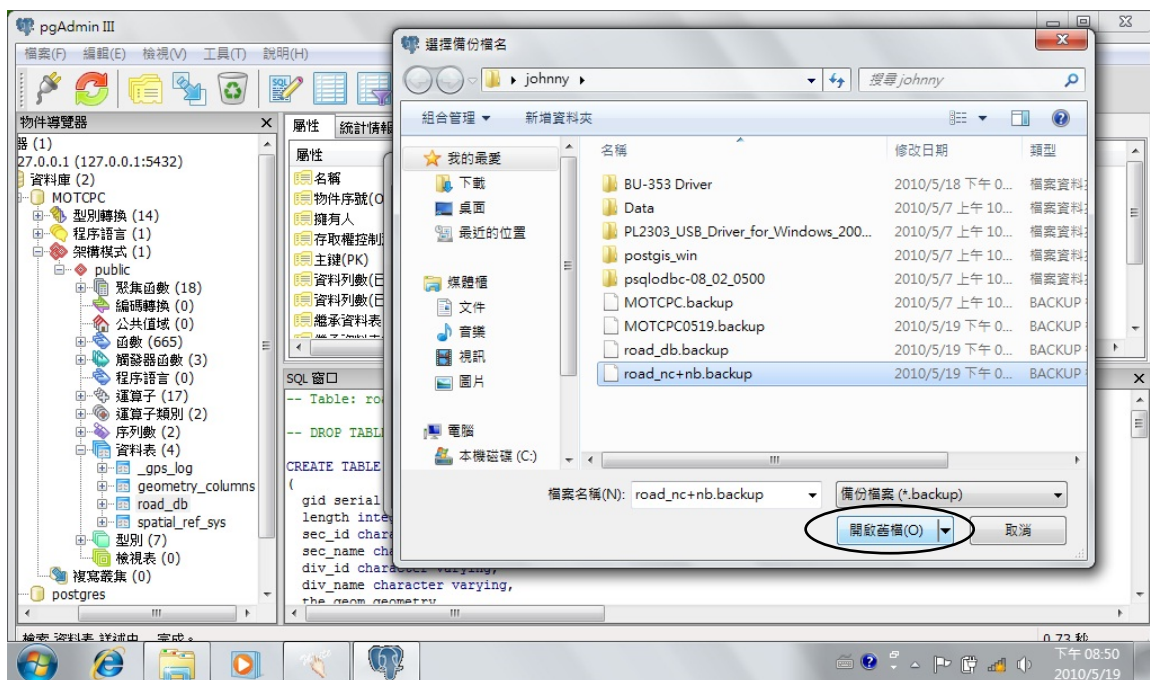 pgAdmin III
檔案(F) 編輯(E) 檢視(V) 工具(T) 說明(H)
物件導覽器
器 (1)
27.0.0.1 (127.0.0.1:5432)
資料庫 (2)
MOTCPC
型別轉換 (14)
程序語言 (1)
架構模式 (1)
public
聚集函數 (18)
編碼轉換 (0)
公共值域 (0)
函數 (665)
觸發器函數 (3)
程序語言 (0)
運算子 (17)
運算子類別 (2)
序列數 (2)
資料表 (4)
_gps_log
geometry_columns
road_db
spatial_ref_sys
型別 (7)
檢視表 (0)
複寫叢集 (0)
postgres
屬性 統計情報
屬性
名稱
物件序號(O
擁有人
存取權控制
主鍵(PK)
資料列數(已
資料列數(已
繼承資料表
SQL 窗口
-- Table: roa
-- DROP TABL
CREATE TABLE
(
gid serial
length inte
sec_id chara
sec_name cha
div_id character varying,
div_name character varying,
the_geom geometry
選擇備份檔名
johnny
搜尋 johnny
組合管理 新增資料夾
我的最愛
下載
桌面
最近的位置
媒體櫃
文件
音樂
視訊
圖片
電腦
本機磁碟 (C:)
名稱 修改日期 類型
BU-353 Driver 2010/5/18 下午 0... 檔案資料
Data 2010/5/7 上午 10... 檔案資料
PL2303_USB_Driver_for_Windows_200... 2010/5/7 上午 10... 檔案資料
postgis_win 2010/5/7 上午 10... 檔案資料
psqlodbc-08_02_0500 2010/5/7 上午 10... 檔案資料
MOTCPC.backup 2010/5/7 上午 10... BACKUP
MOTCPC0519.backup 2010/5/19 下午 0... BACKUP
road_db.backup 2010/5/19 下午 0... BACKUP
road_nc+nb.backup 2010/5/19 下午 0... BACKUP
檔案名稱(N): road_nc+nb.backup 備份檔案 (*.backup)
開啟舊檔(O) 取消
檢索 資料表 詳述中... 完成。 0.73 秒
下午 08:50
2010/5/19